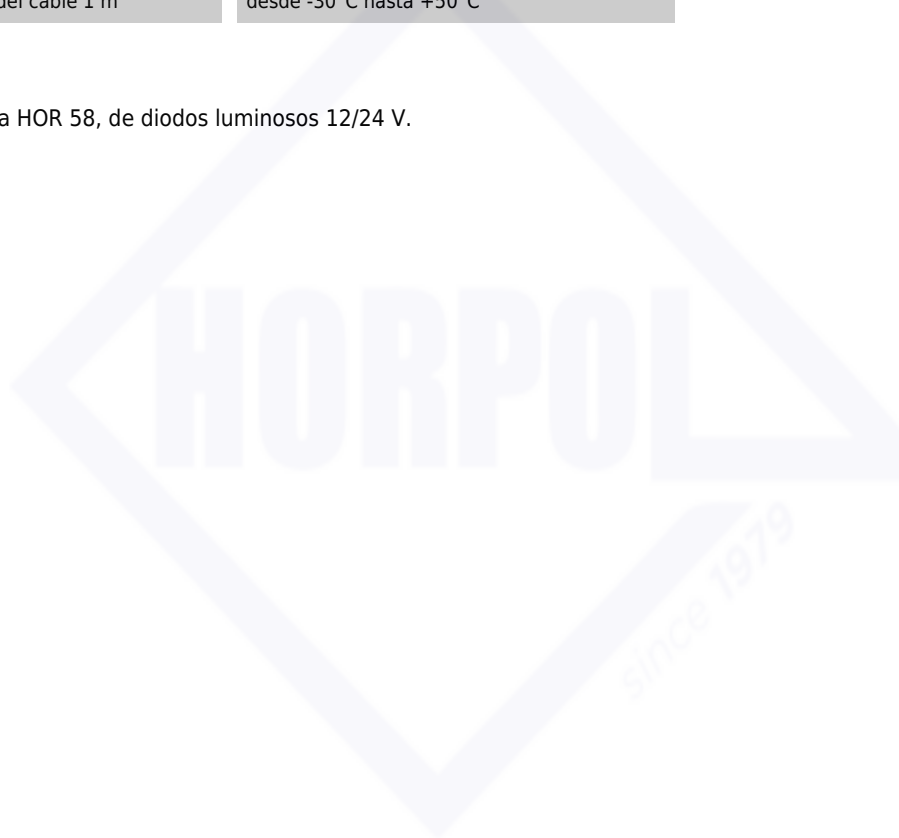 del cable 1 m
desde -30°C hasta +50°C
a HOR 58, de diodos luminosos 12/24 V.
HORPOL
since 1979